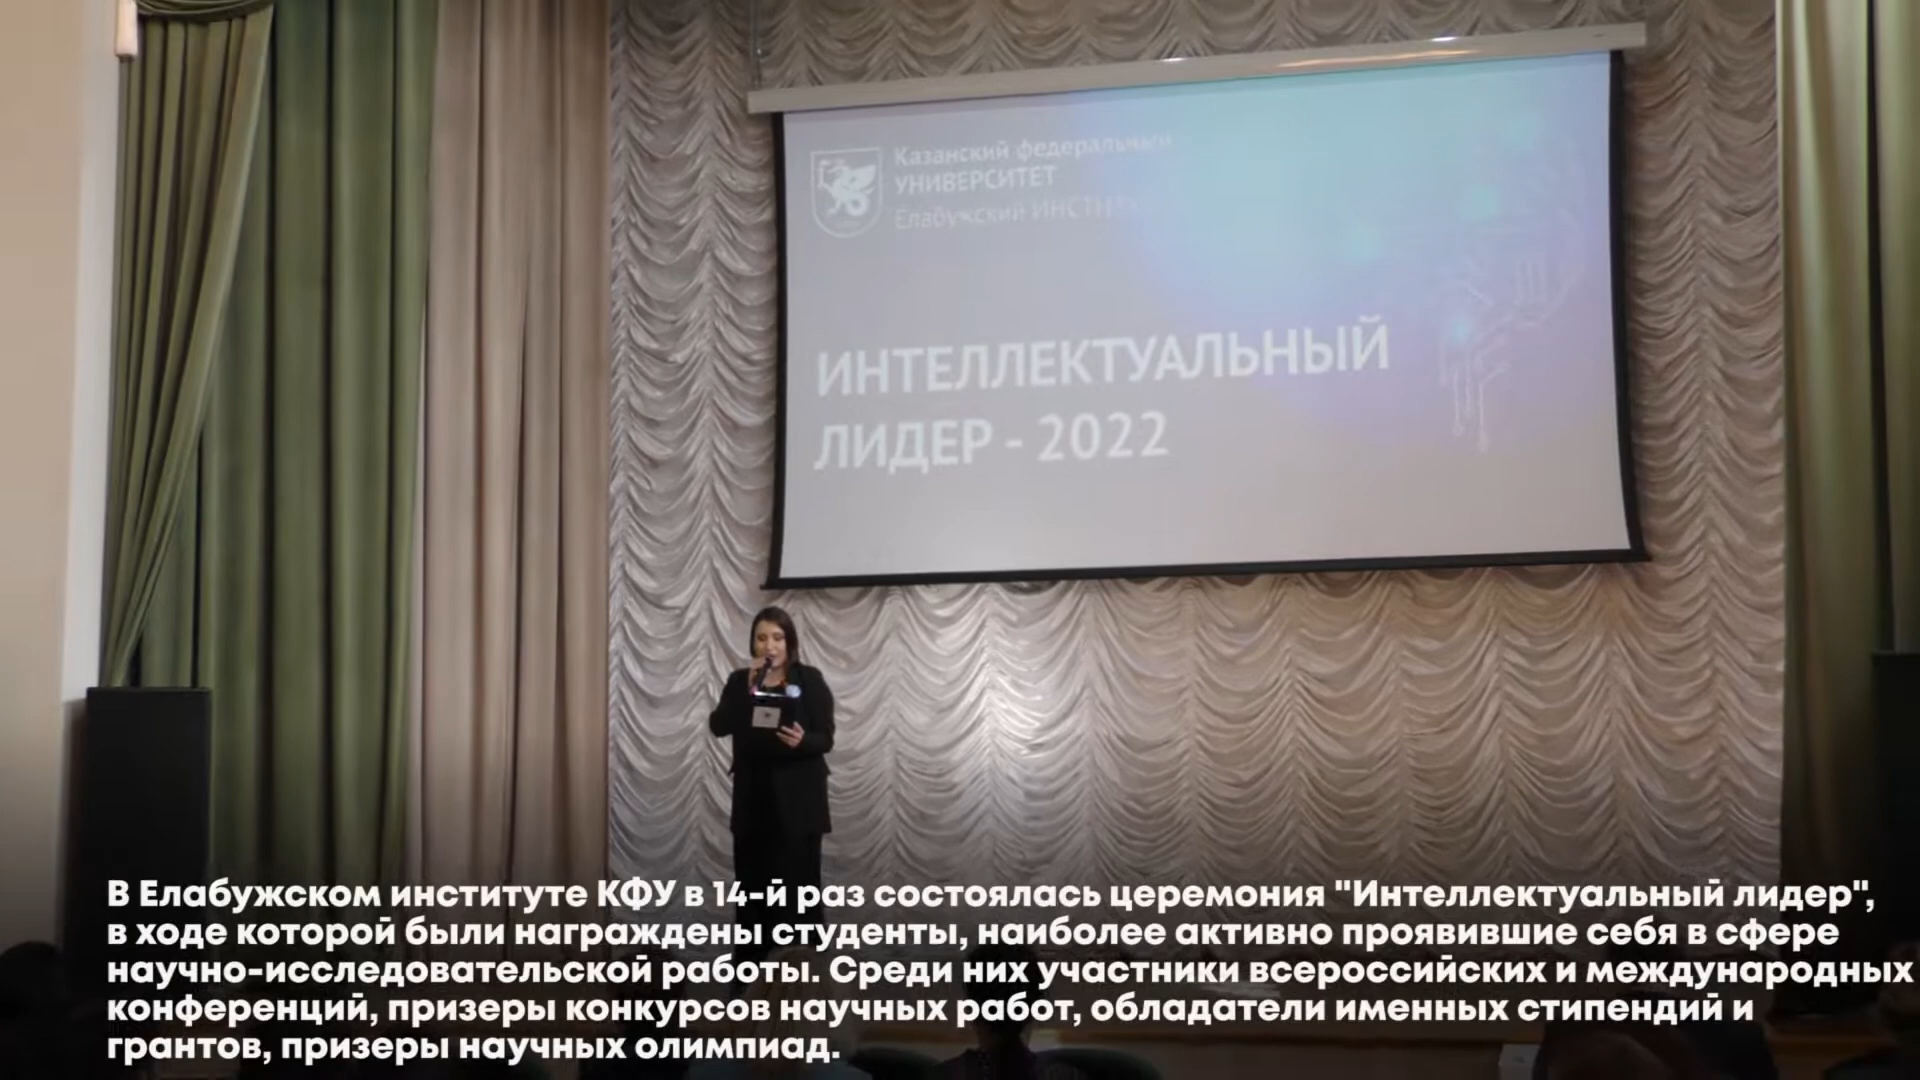 Казанский федеральный
УНИВЕРСИТЕТ
Елабужский
ИНТЕЛЛЕКТУАЛЬНЫЙ
ЛИДЕР - 2022
В Елабужском институте КФУ в 14-й раз состоялась церемония "Интеллектуальный лидер",
в ходе которой были награждены студенты, наиболее активно проявившие себя в сфере
научно-исследовательской работы. Среди них участники всероссийских и международных
конференций, призеры конкурсов научных работ, обладатели именных стипендий и
грантов, призеры научных олимпиад.